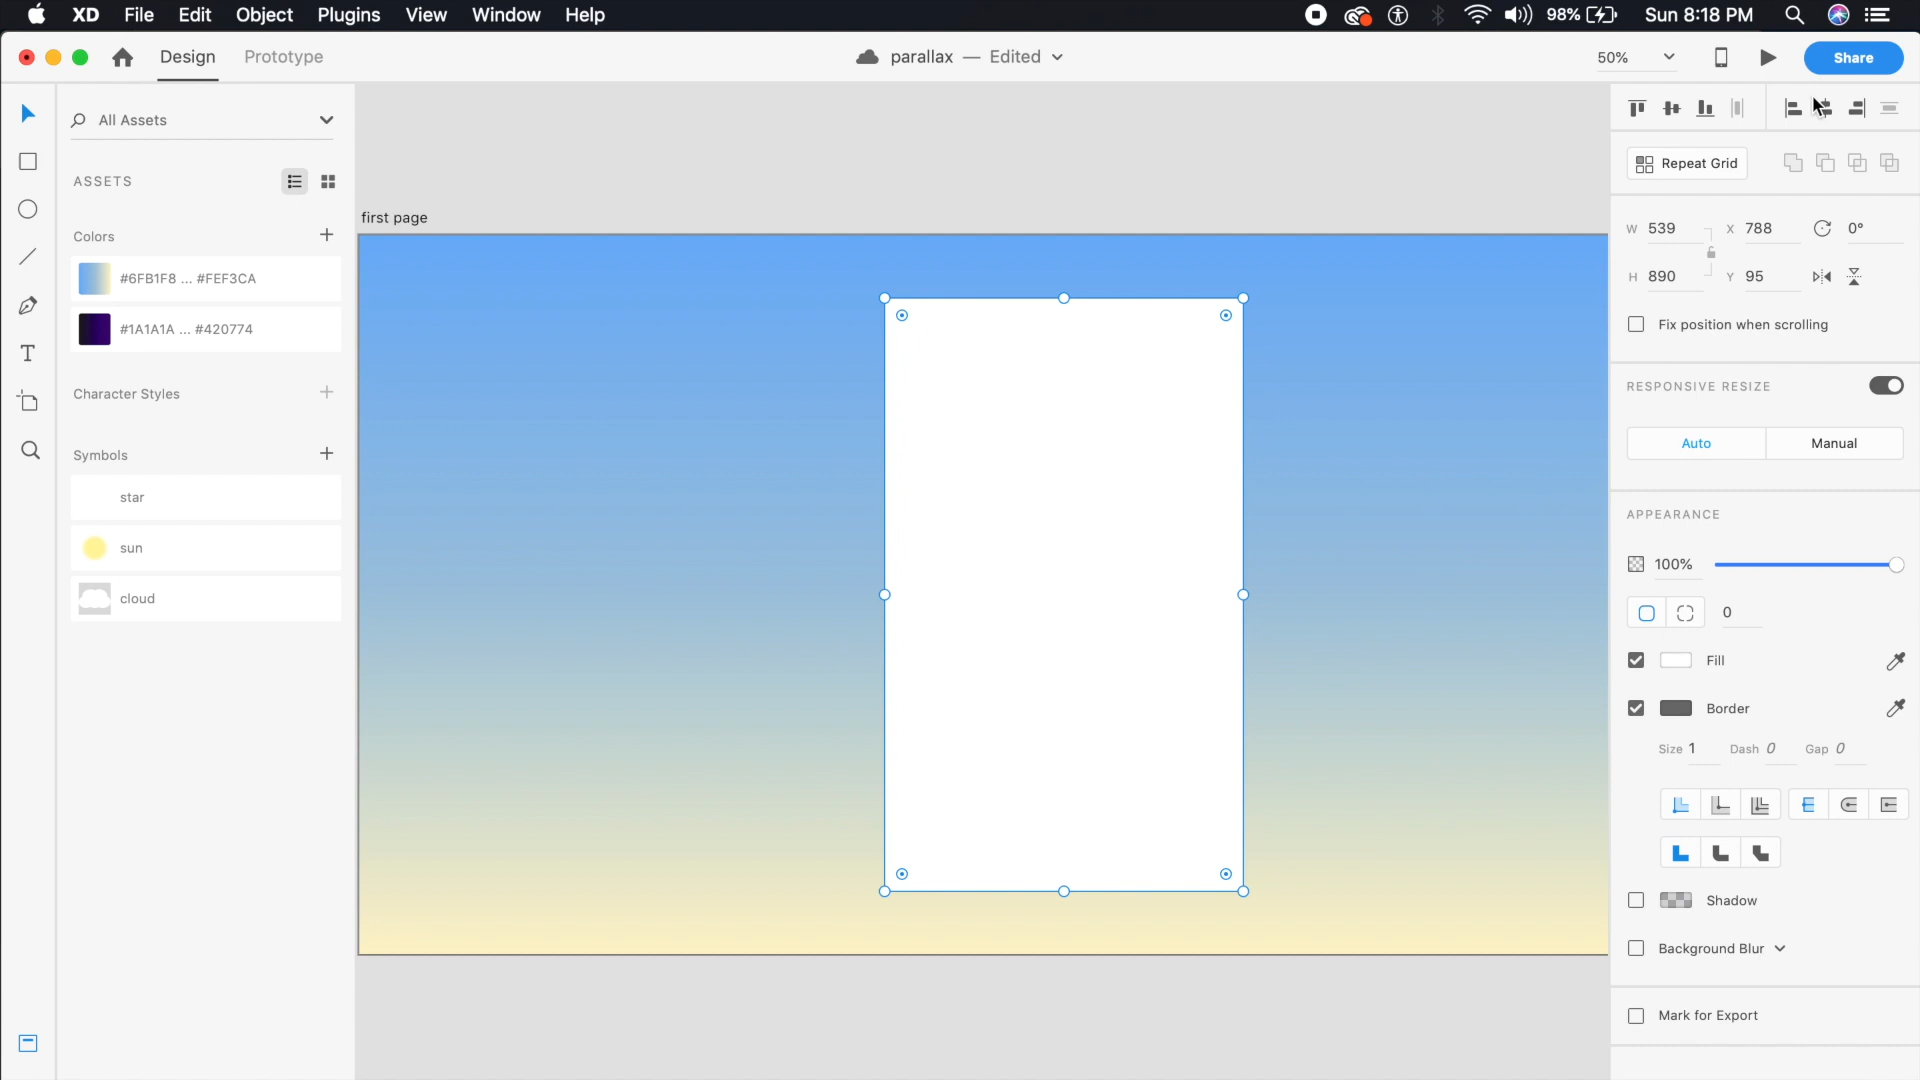 XD File Edit Object Plugins View Window Help
98% Sun 8:18 PM
Design Prototype
parallax — Edited
50%
Share
All Assets
ASSETS
Colors
#6FB1F8 ... #FEF3CA
#1A1A1A ... #420774
Character Styles
Symbols
star
sun
cloud
first page
Repeat Grid
W 539 X 788 0°
H 890 Y 95
Fix position when scrolling
RESPONSIVE RESIZE
Auto Manual
APPEARANCE
100%
0
Fill
Border
Size 1 Dash 0 Gap 0
Shadow
Background Blur
Mark for Export